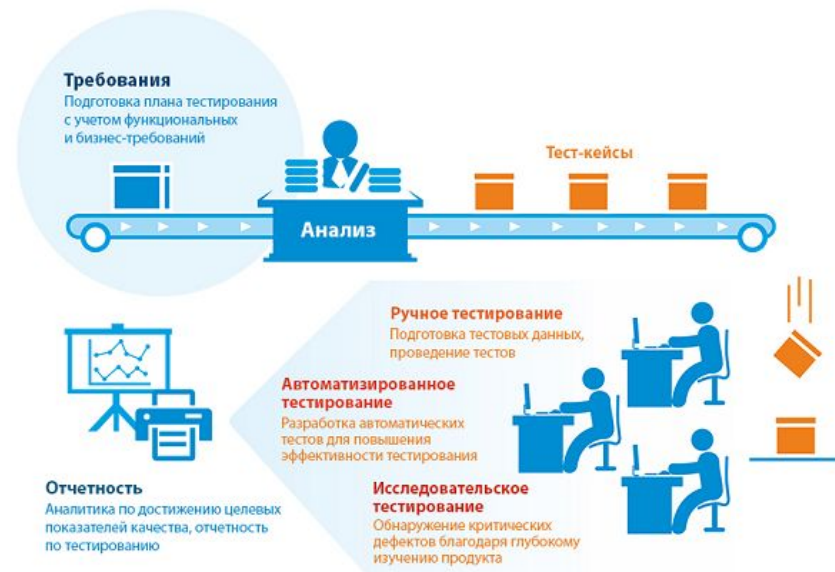 Требования
Подготовка плана тестирования
с учетом функциональных
и бизнес-требований
Тест-кейсы
Анализ
Ручное тестирование
Подготовка тестовых данных,
проведение тестов
Автоматизированное
тестирование
Разработка автоматических
тестов для повышения
эффективности тестирования
Исследовательское
тестирование
Обнаружение критических
дефектов благодаря глубокому
изучению продукта
Отчетность
Аналитика по достижению целевых
показателей качества, отчетность
по тестированию